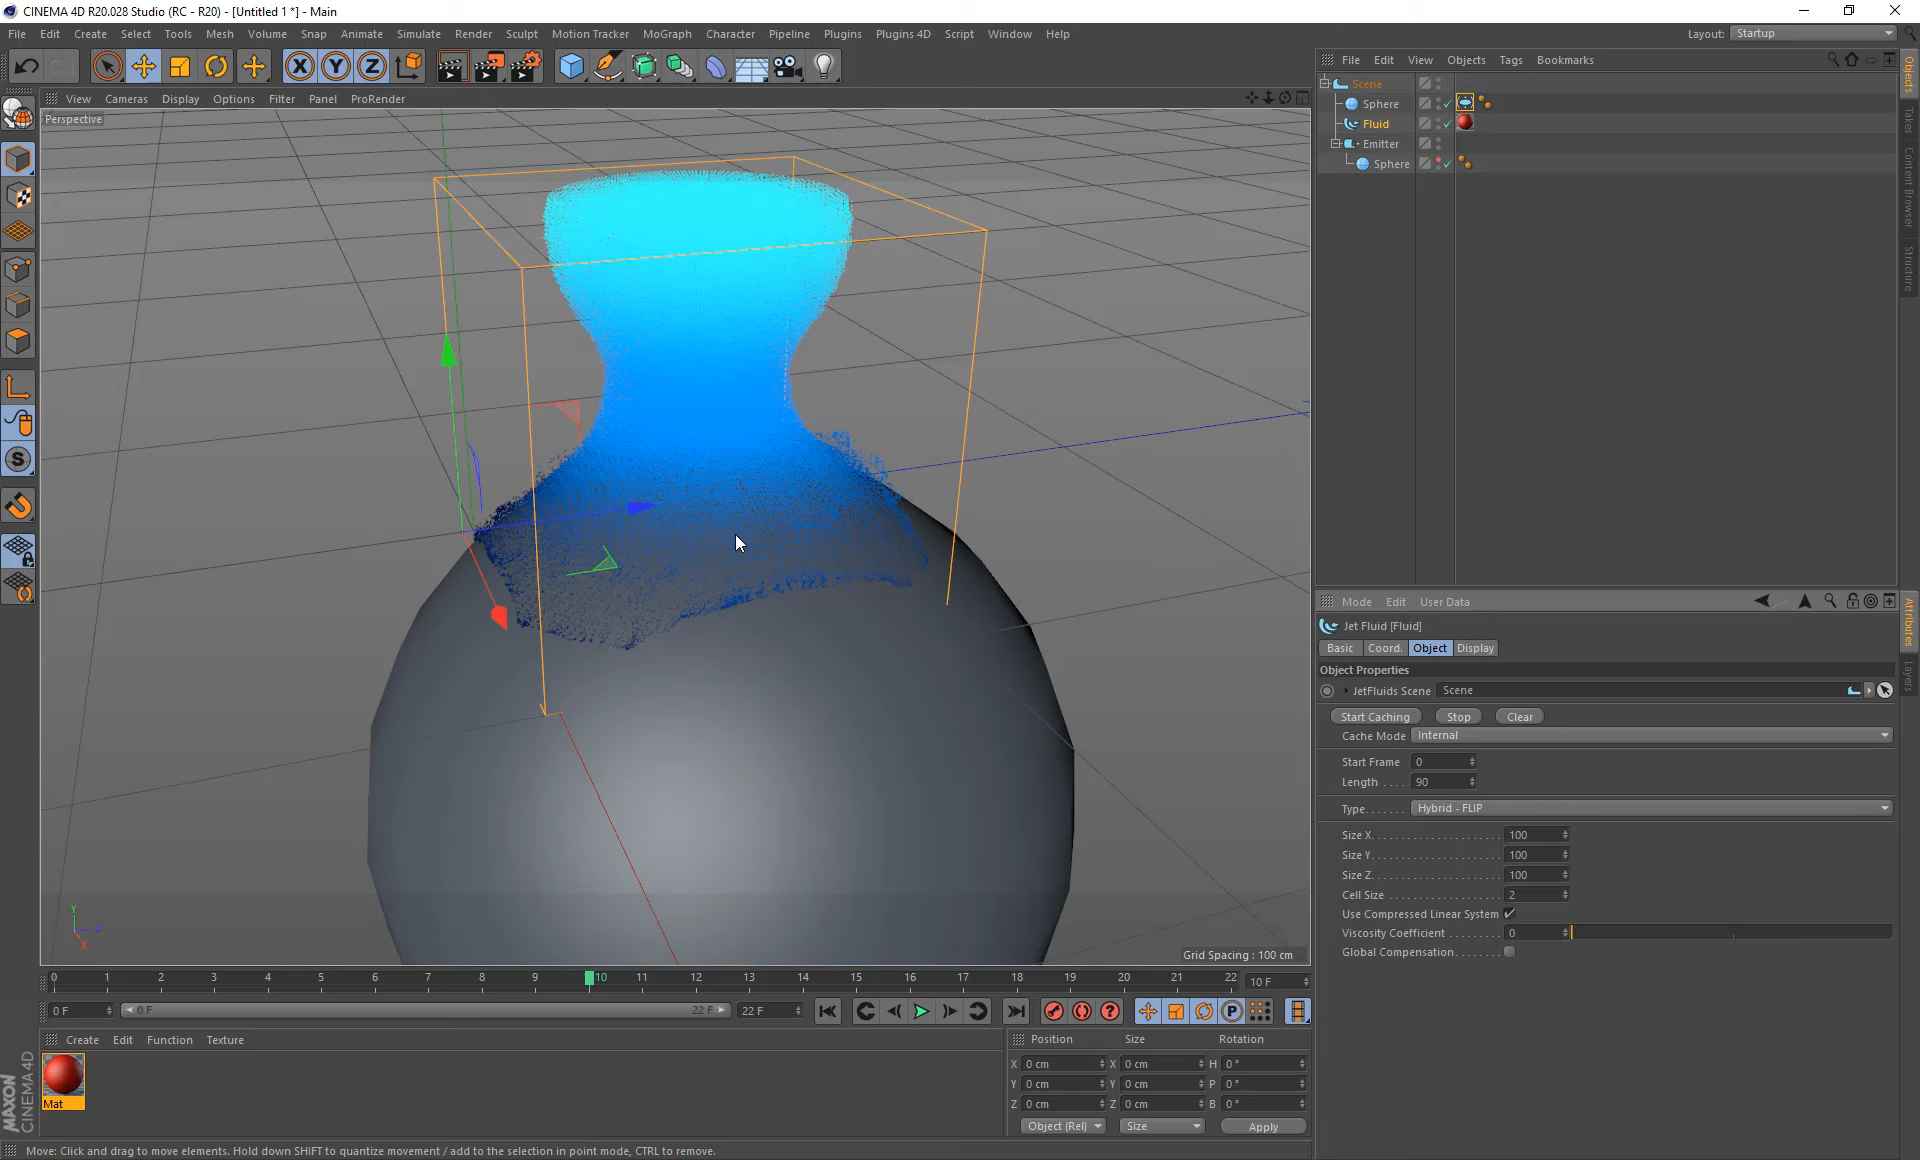 CINEMA 4D R20.028 Studio (RC - R20) - [Untitled 1 *] - Main
File Edit Create Select Tools Mesh Volume Snap Animate Simulate Render Sculpt Motion Tracker MoGraph Character Pipeline Plugins Plugins 4D Script Window Help
Layout: Startup
X Y Z
File Edit View Objects Tags Bookmarks
View Cameras Display Options Filter Panel ProRender
Perspective
Scene
Sphere
Fluid
Emitter
Sphere
Objects
Takes
Content Browser
Structure
S
Mode Edit User Data
Jet Fluid [Fluid]
Basic Coord. Object Display
Object Properties
JetFluids Scene Scene
Start Caching Stop Clear
Cache Mode Internal
Start Frame 0
Length .... 90
Type....... Hybrid - FLIP
Size X. 100
Size Y. 100
Size Z. 100
Cell Size 2
Use Compressed Linear System
Viscosity Coefficient 0
Global Compensation
Attributes
Layers
Y
Z
X
Grid Spacing : 100 cm
0 1 2 3 4 5 6 7 8 9 10 11 12 13 14 15 16 17 18 19 20 21 22 10 F
0 F 0 F 22 F 22 F
P
Create Edit Function Texture
Mat
Position Size Rotation
X 0 cm X 0 cm H 0 °
Y 0 cm Y 0 cm P 0 °
Z 0 cm Z 0 cm B 0 °
Object (Rel) Size Apply
MAXON
CINEMA 4D
Move: Click and drag to move elements. Hold down SHIFT to quantize movement / add to the selection in point mode, CTRL to remove.